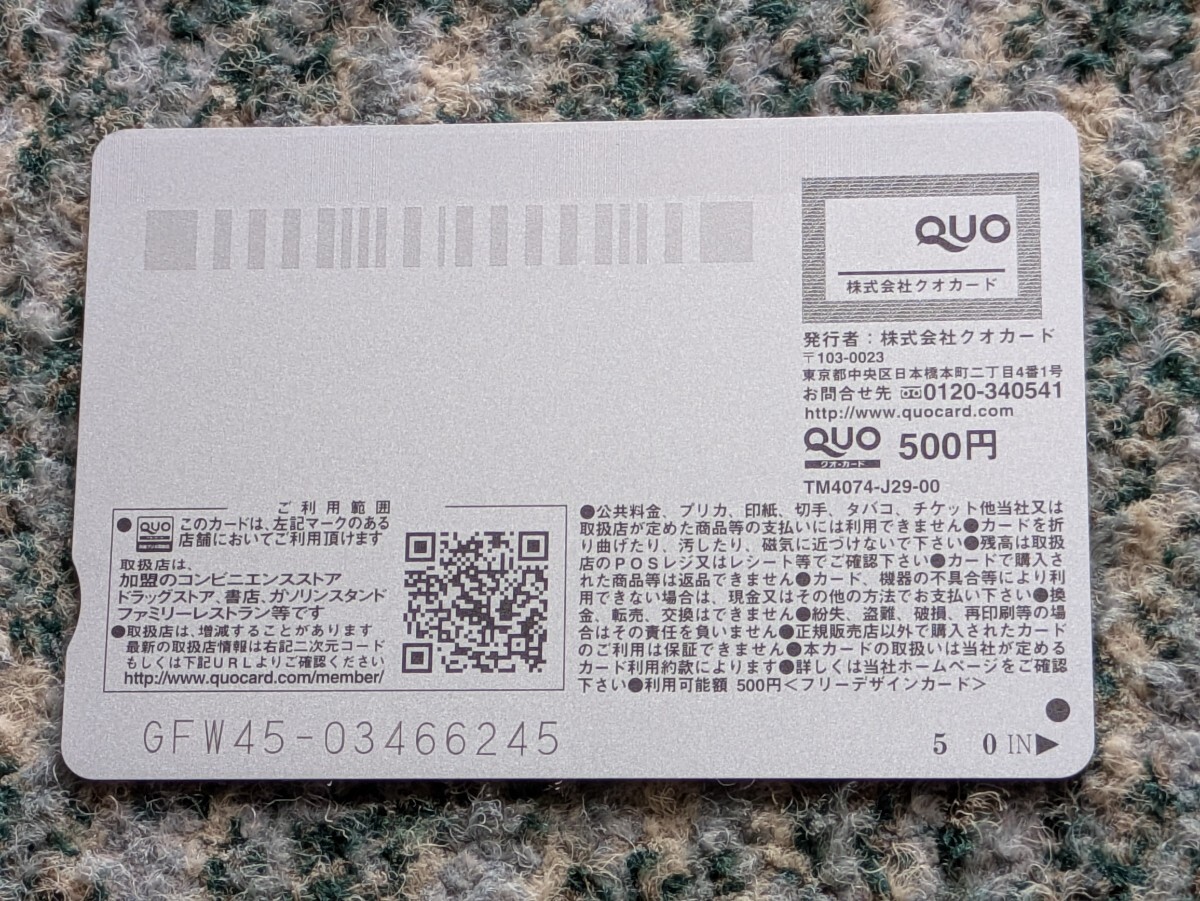 QUO
株式会社クオカード
発行者：株式会社クオカード
〒103-0023
東京都中央区日本橋本町二丁目4番1号
お問合せ先 0120-340541
http://www.quocard.com
QUO 500円
クオ・カード
TM4074-J29-00
ご利用範囲
●QUO このカードは、左記マークのある
店舗においてご利用頂けます
取扱店は、
加盟のコンビニエンスストア
ドラッグストア、書店、ガソリンスタンド
ファミリーレストラン等です
●取扱店は、増減することがあります
最新の取扱店情報は右記二次元コード
もしくは下記URLよりご確認ください
http://www.quocard.com/member/
●公共料金、プリカ、印紙、切手、タバコ、チケット他当社又は
取扱店が定めた商品等の支払いには利用できません●カードを折
り曲げたり、汚したり、磁気に近づけないで下さい●残高は取扱
店のPOSレジ又はレシート等でご確認下さい●カードで購入さ
れた商品等は返品できません●カード、機器の不具合等により利
用できない場合は、現金又はその他の方法でお支払い下さい●換
金、転売、交換はできません●紛失、盗難、破損、再印刷等の場
合はその責任を負いません●正規販売店以外で購入されたカード
のご利用は保証できません●本カードの取扱いは当社が定める
カード利用約款によります●詳しくは当社ホームページをご確認
下さい●利用可能額 500円＜フリーデザインカード＞
GFW45-03466245
5 0 IN▶